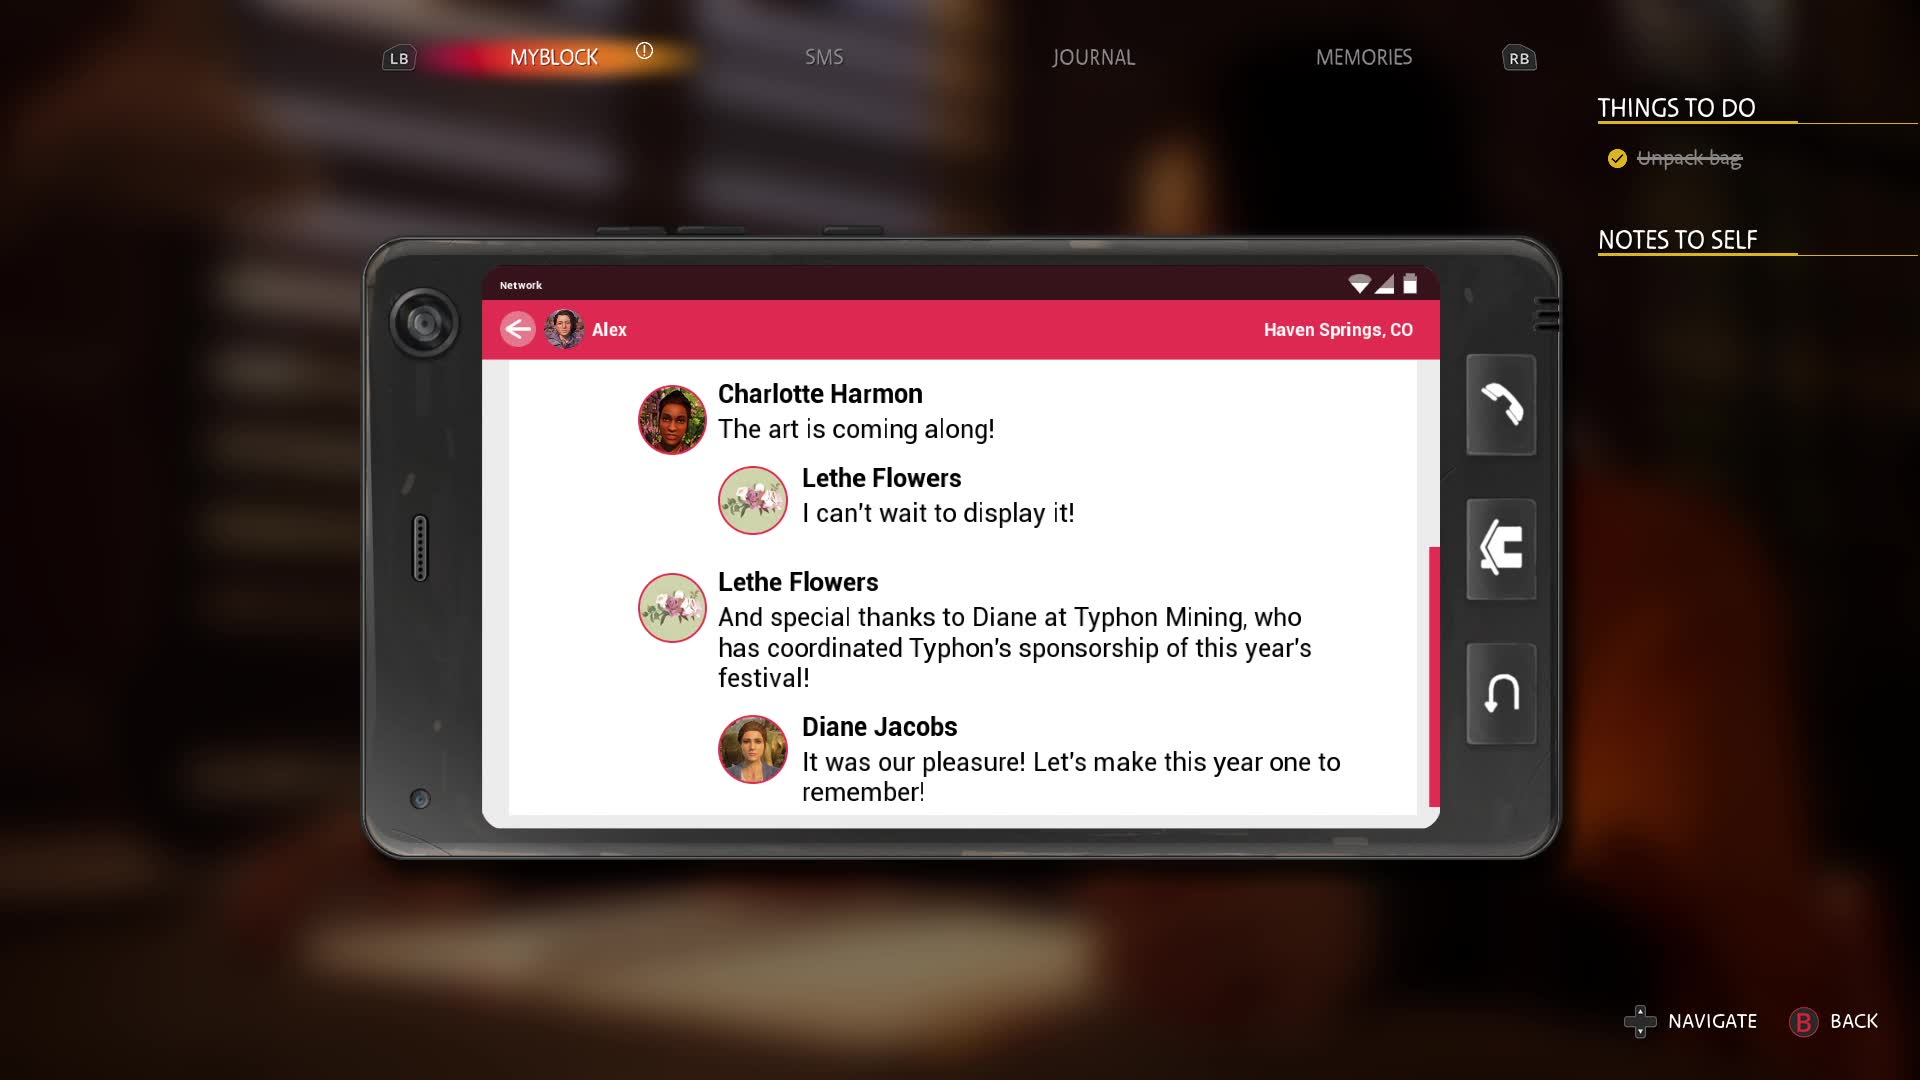 LB
MYBLOCK
SMS
JOURNAL
MEMORIES
RB
THINGS TO DO
Unpack bag
NOTES TO SELF
Network
Alex
Haven Springs, CO
Charlotte Harmon
The art is coming along!
Lethe Flowers
I can't wait to display it!
Lethe Flowers
And special thanks to Diane at Typhon Mining, who
has coordinated Typhon's sponsorship of this year's
festival!
Diane Jacobs
It was our pleasure! Let's make this year one to
remember!
NAVIGATE
B BACK